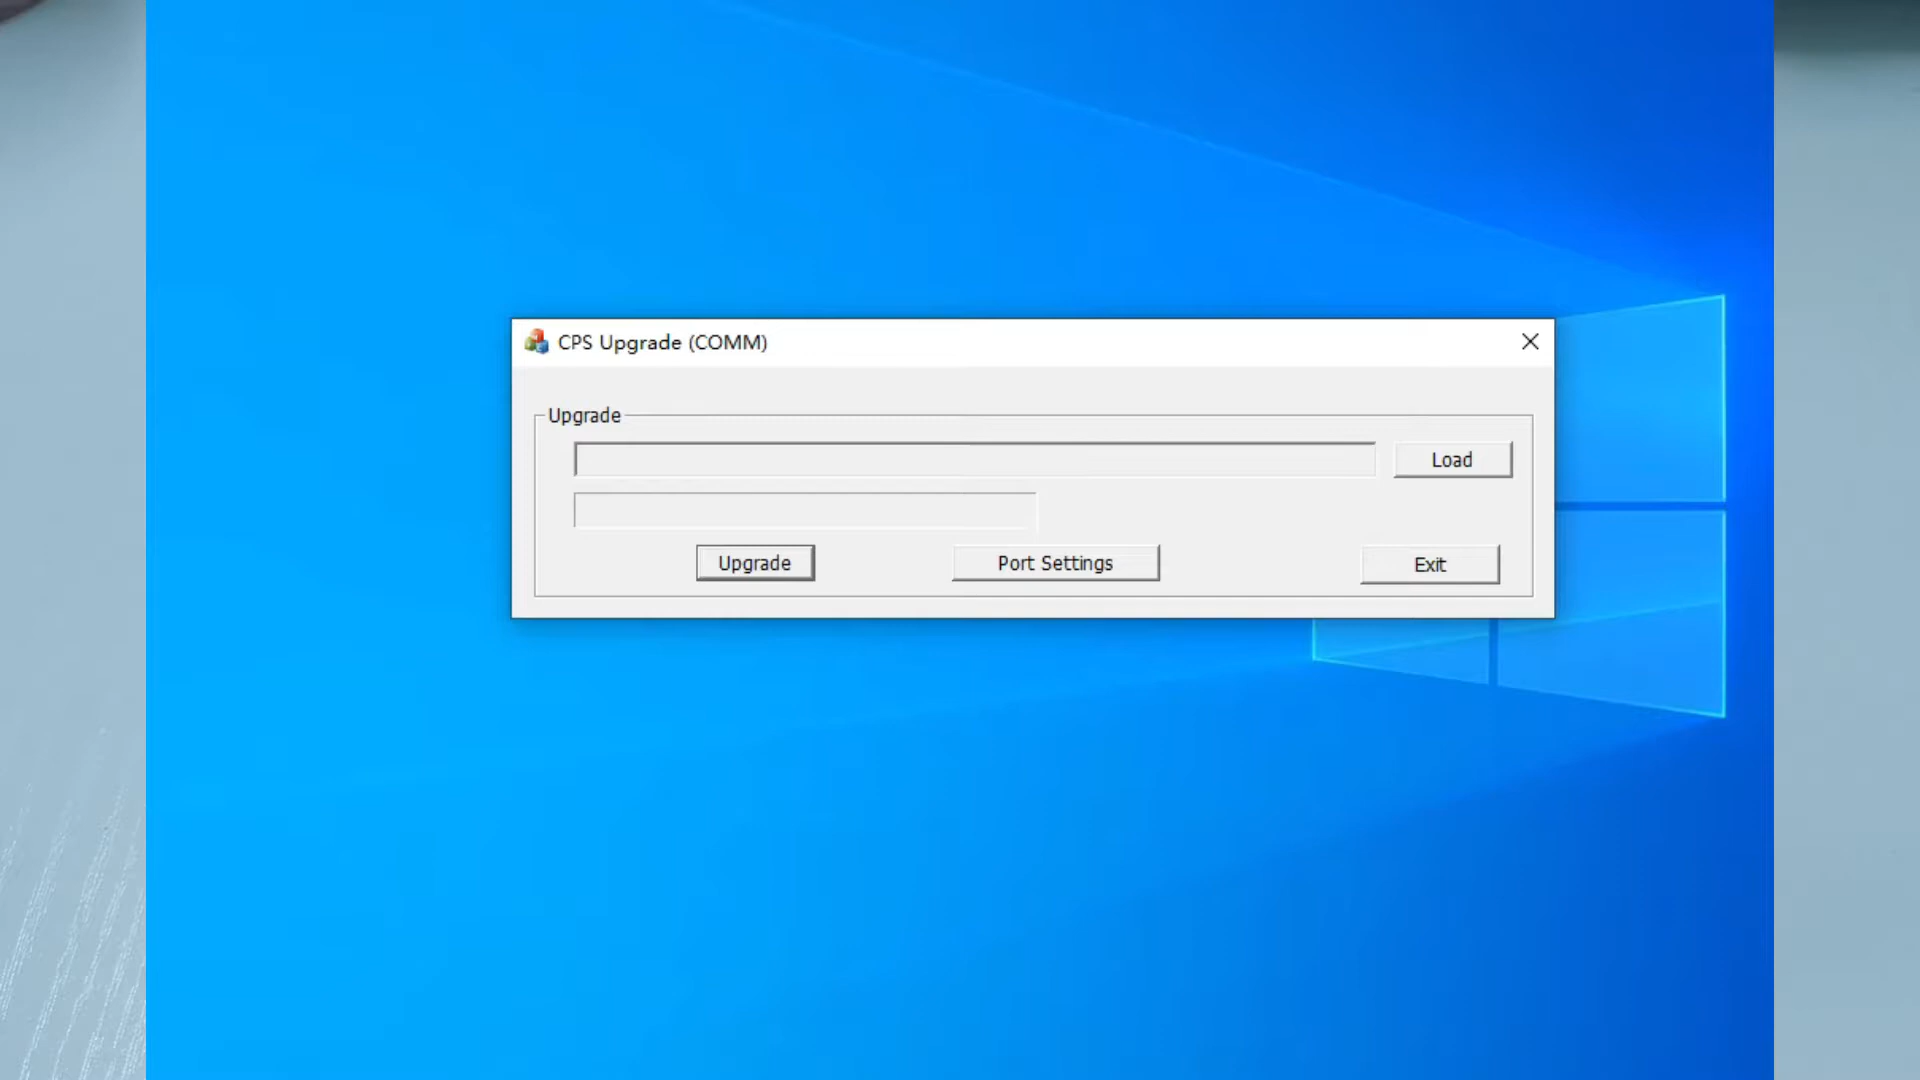 CPS Upgrade (COMM)
Upgrade
Load
Upgrade
Port Settings
Exit